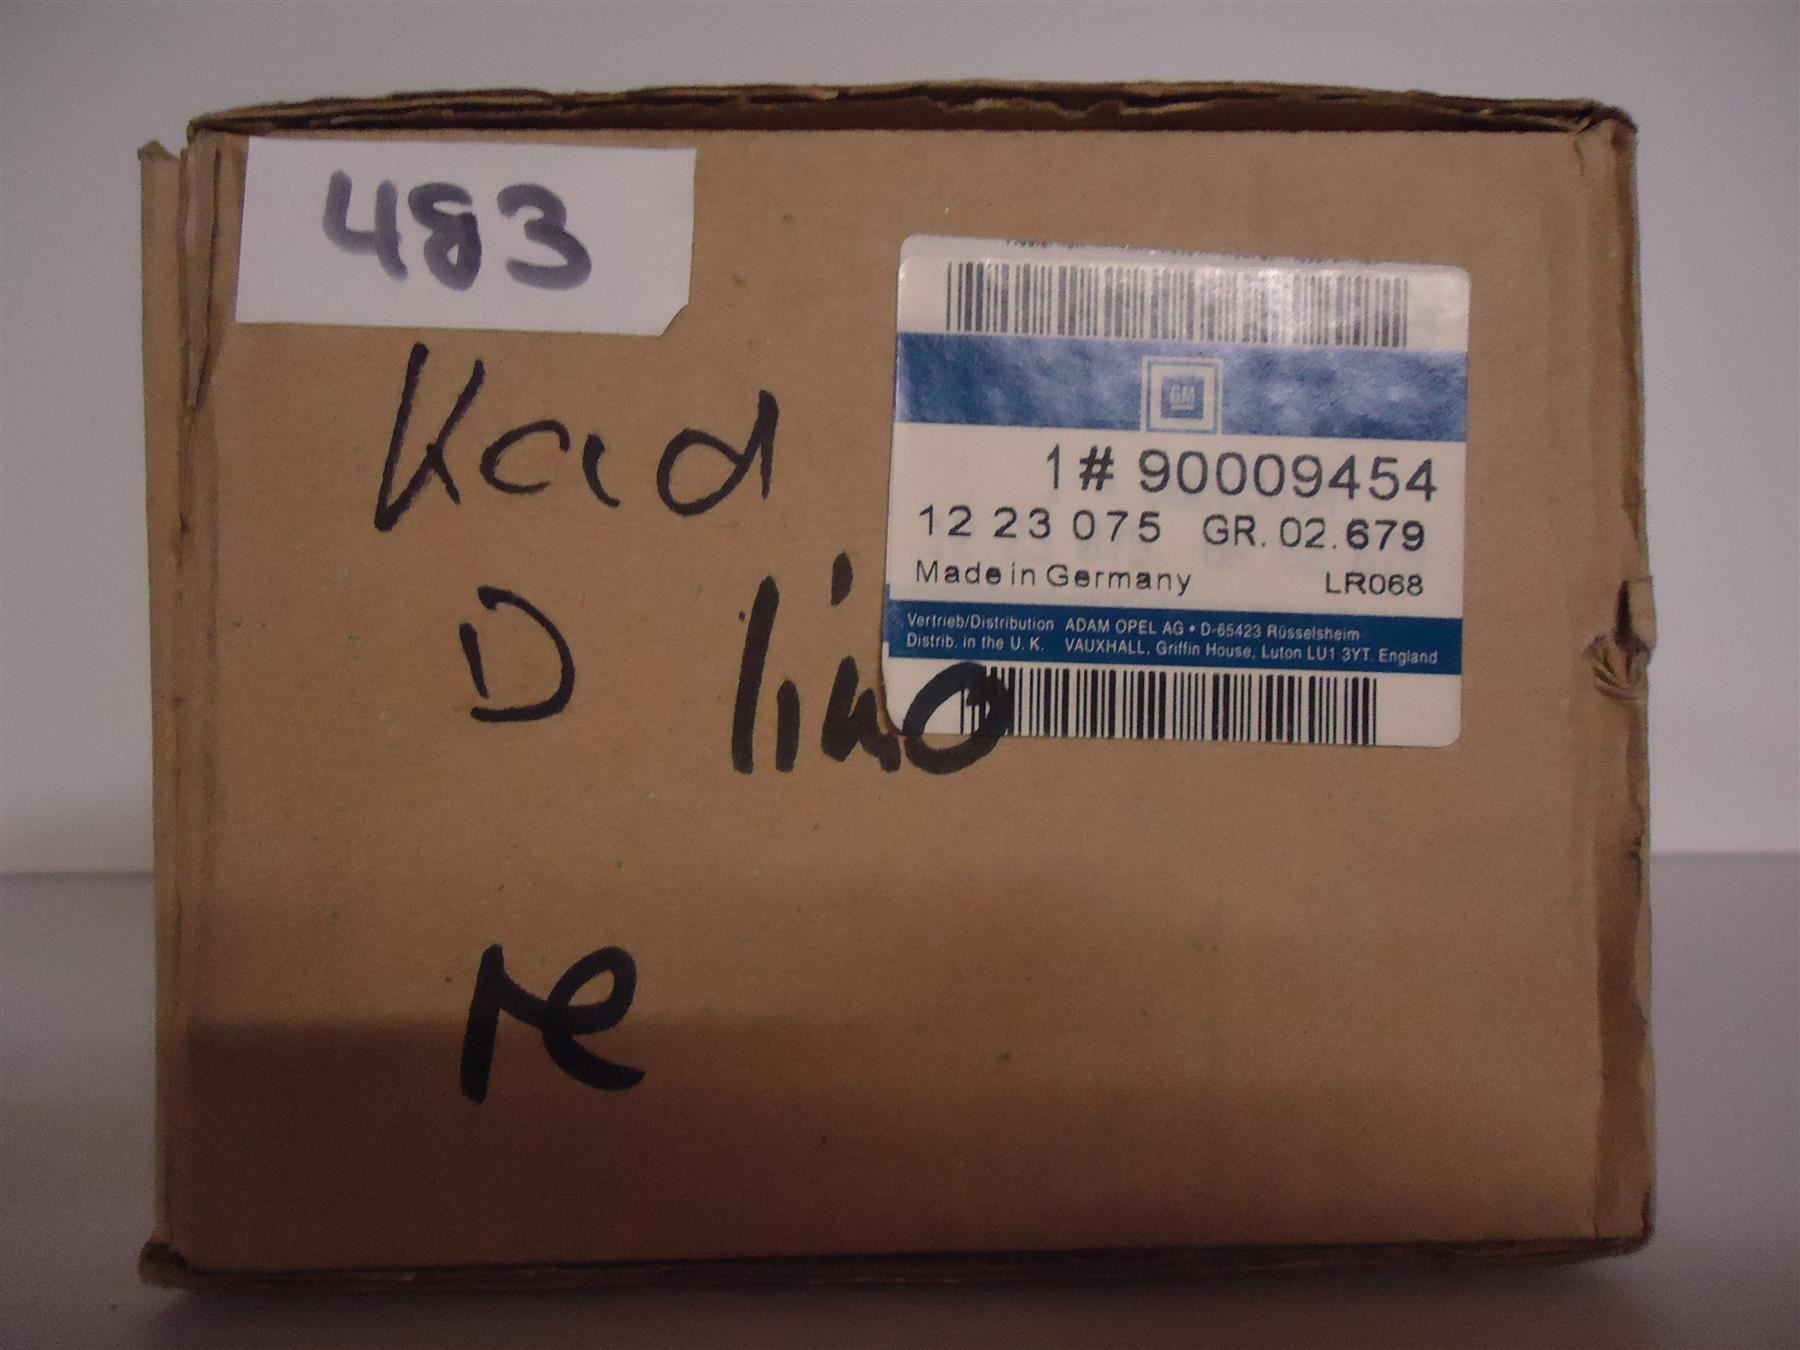 483
Kad
D limo
re
GM
1# 90009454
12 23 075 GR. 02.679
Made in Germany LR068
Vertrieb/Distribution ADAM OPEL AG • D-65423 Rüsselsheim
Distrib. in the U. K. VAUXHALL, Griffin House, Luton LU1 3YT. England